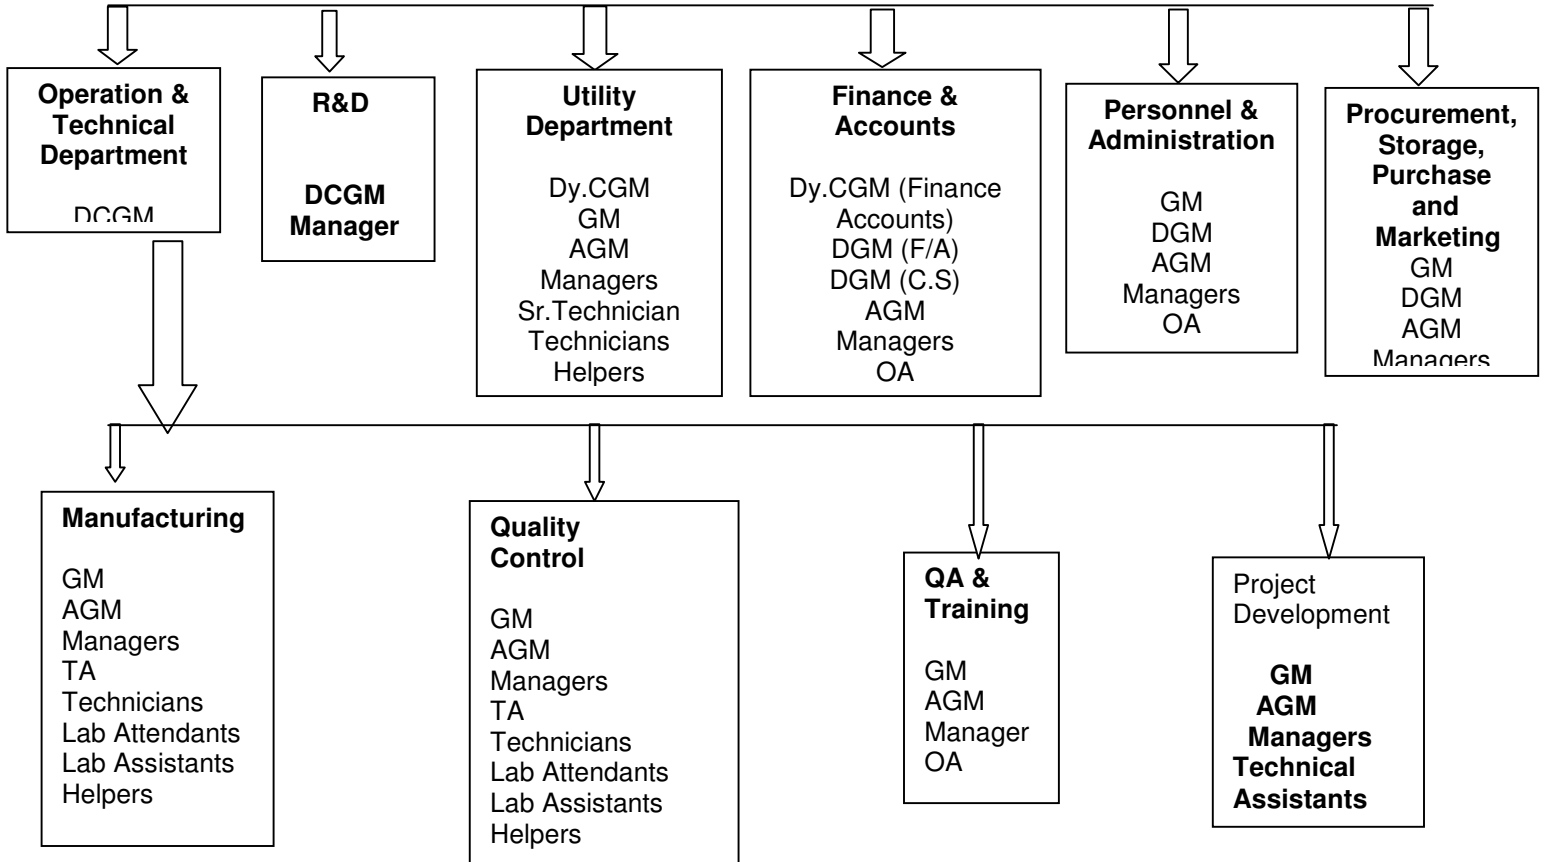 Operation &
Technical
Department
DCGM
R&D
DCGM
Manager
Utility
Department
Dy.CGM
GM
AGM
Managers
Sr.Technician
Technicians
Helpers
Finance &
Accounts
Dy.CGM (Finance
Accounts)
DGM (F/A)
DGM (C.S)
AGM
Managers
OA
Personnel &
Administration
GM
DGM
AGM
Managers
OA
Procurement,
Storage,
Purchase
and
Marketing
GM
DGM
AGM
Managers
Manufacturing
GM
AGM
Managers
TA
Technicians
Lab Attendants
Lab Assistants
Helpers
Quality
Control
GM
AGM
Managers
TA
Technicians
Lab Attendants
Lab Assistants
Helpers
QA &
Training
GM
AGM
Manager
OA
Project
Development
GM
AGM
Managers
Technical
Assistants